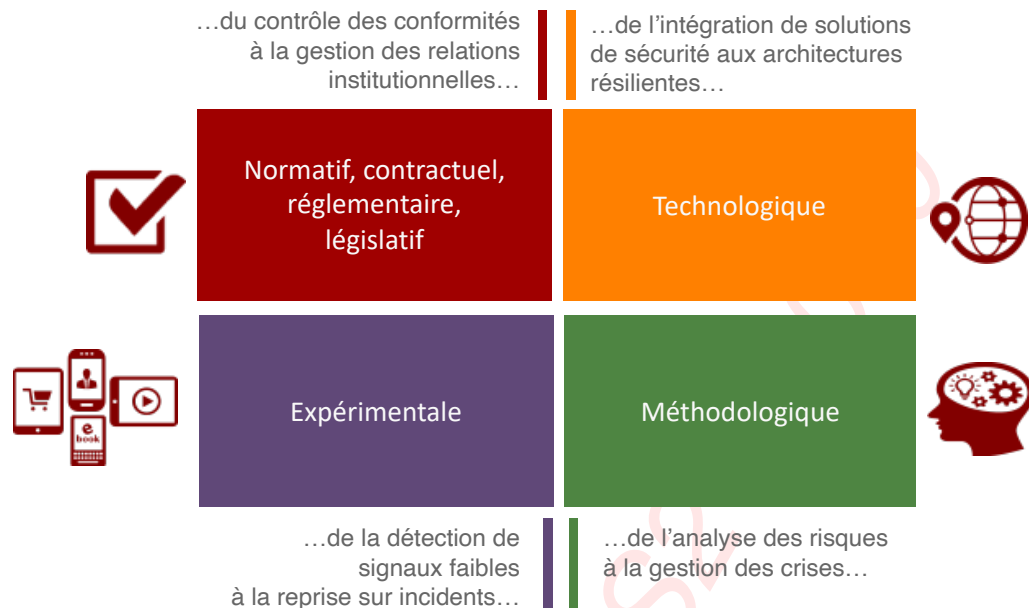 …du contrôle des conformités
à la gestion des relations
institutionnelles…
…de l’intégration de solutions
de sécurité aux architectures
résilientes…
Normatif, contractuel,
réglementaire,
législatif
Technologique
Expérimentale
Méthodologique
e
book
…de la détection de
signaux faibles
à la reprise sur incidents…
…de l’analyse des risques
à la gestion des crises…